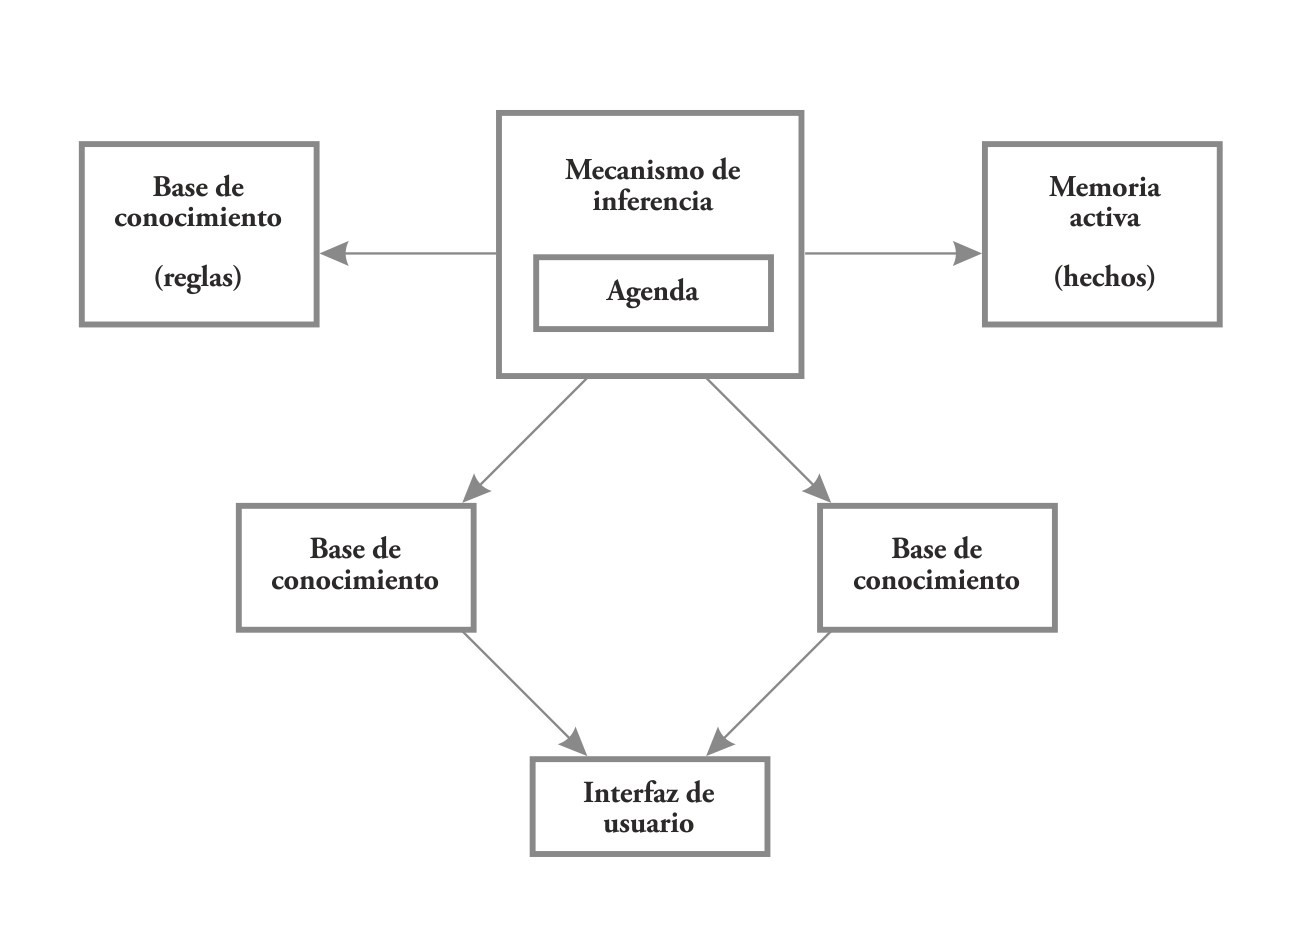 Base de
conocimiento
(reglas)
Mecanismo de
inferencia
Agenda
Memoria
activa
(hechos)
Base de
conocimiento
Base de
conocimiento
Interfaz de
usuario